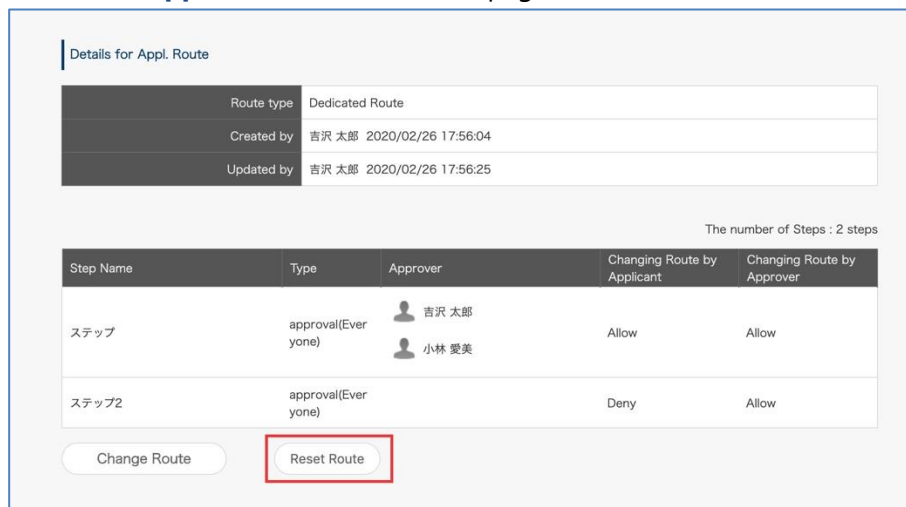 Details for Appl. Route
Route type Dedicated Route
Created by 吉沢 太郎 2020/02/26 17:56:04
Updated by 吉沢 太郎 2020/02/26 17:56:25
The number of Steps : 2 steps
Step Name Type Approver Changing Route by Applicant Changing Route by Approver
ステップ approval(Everyone) 吉沢 太郎 Allow Allow
小林 愛美
ステップ2 approval(Everyone) Deny Allow
Change Route Reset Route